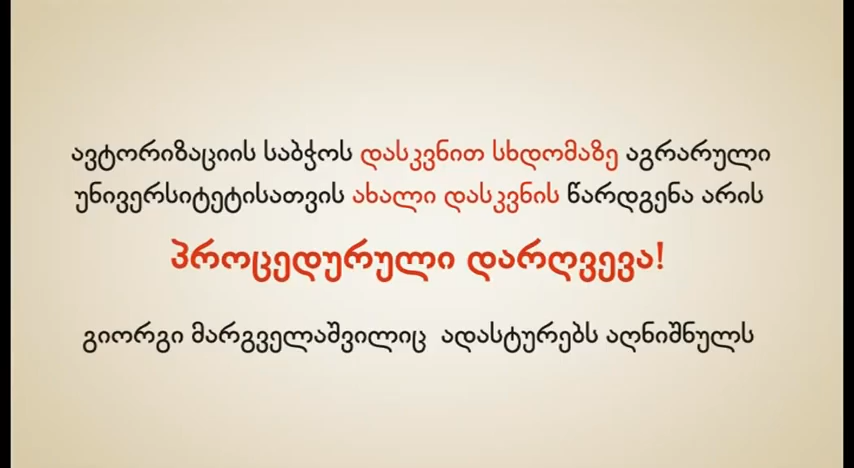 ავტორიზაციის საბჭოს დასკვნით სხდომაზე აგრარული
უნივერსიტეტისათვის ახალი დასკვნის წარდგენა არის
პროცედურული დარღვევა!
გიორგი მარგველაშვილიც ადასტურებს აღნიშნულს